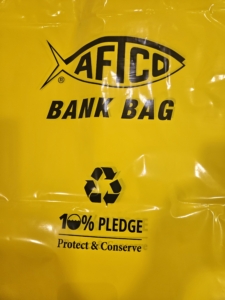 AFTCO
®
BANK BAG
10% PLEDGE
Protect & Conserve